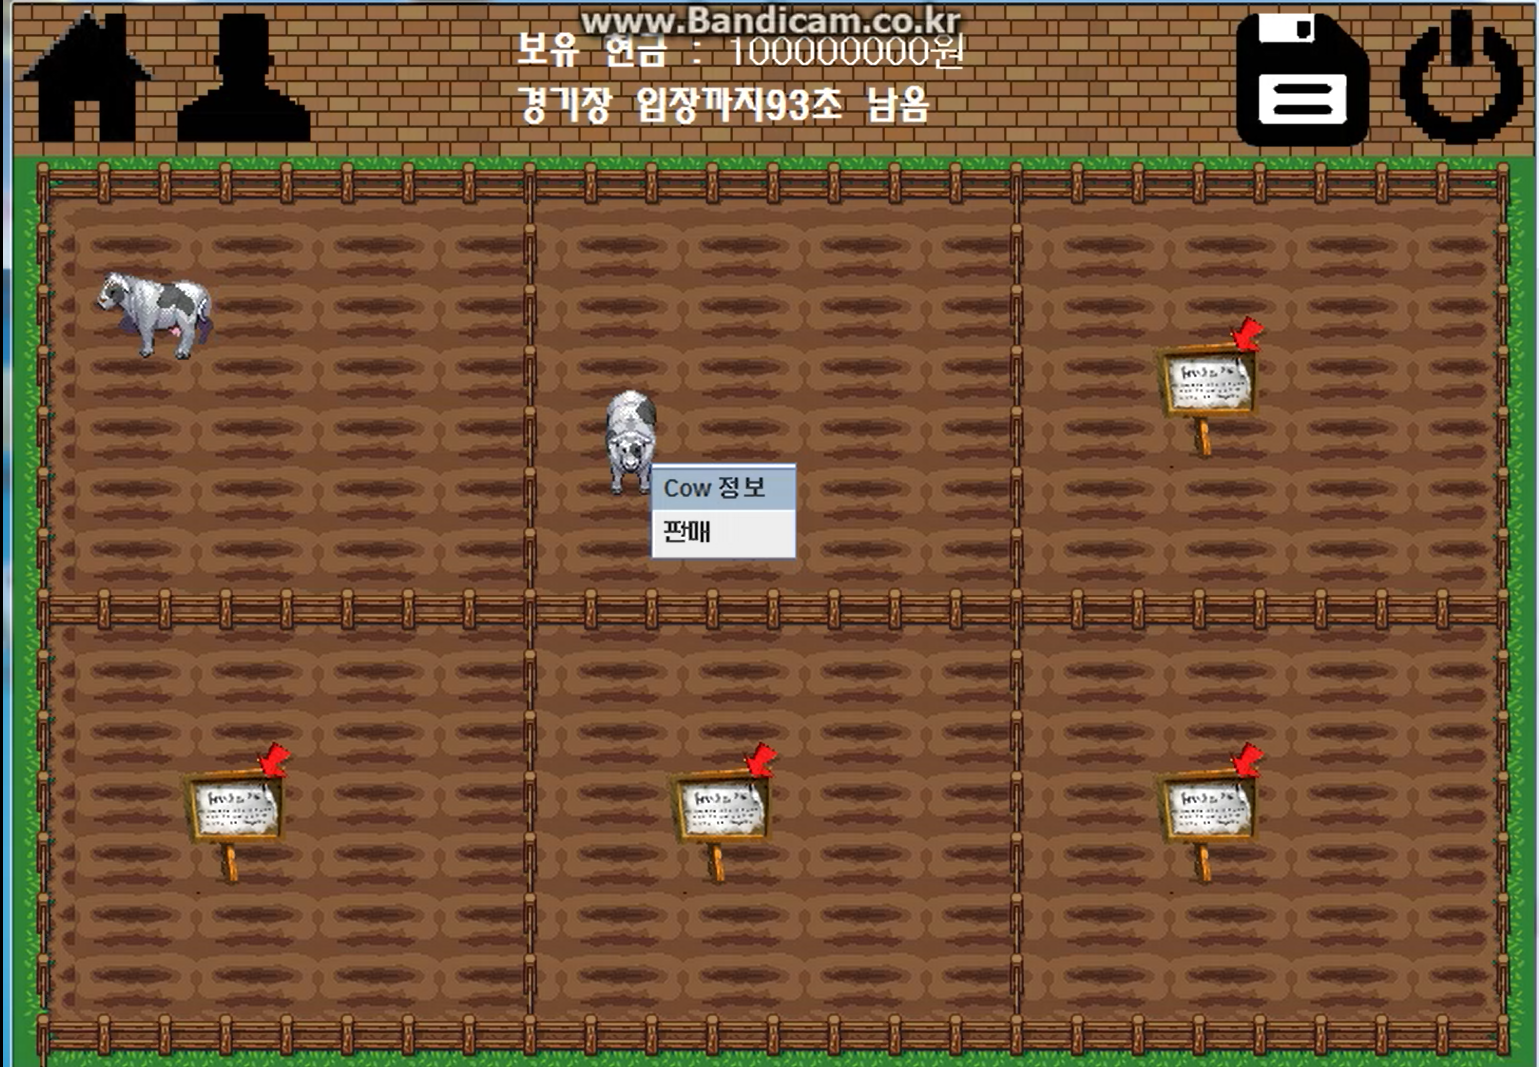 www.Bandicam.co.kr
보유 현금 : 100000000원
경기장 입장까지93초 남음
Cow 정보
판매